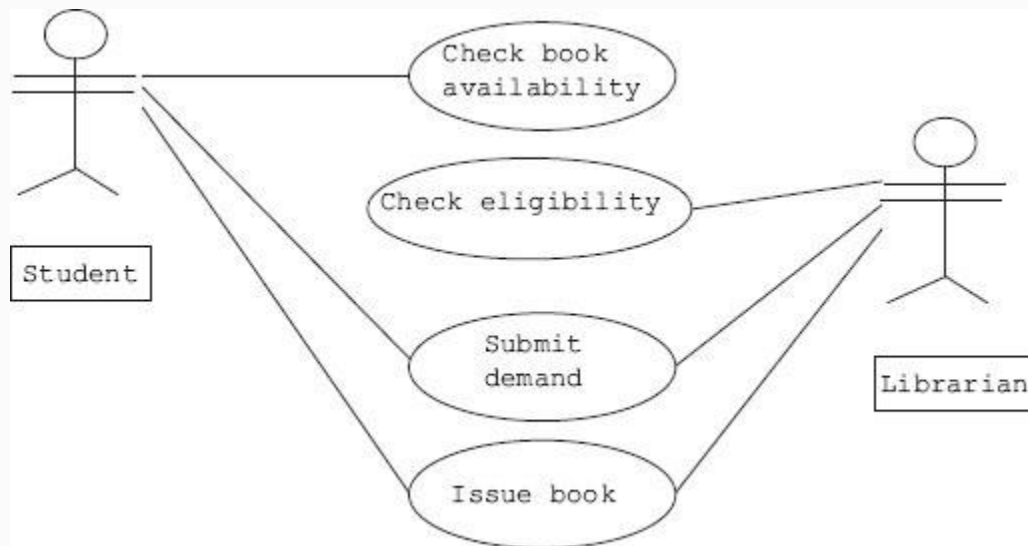 Check book
availability
Check eligibility
Student
Submit
demand
Librarian
Issue book